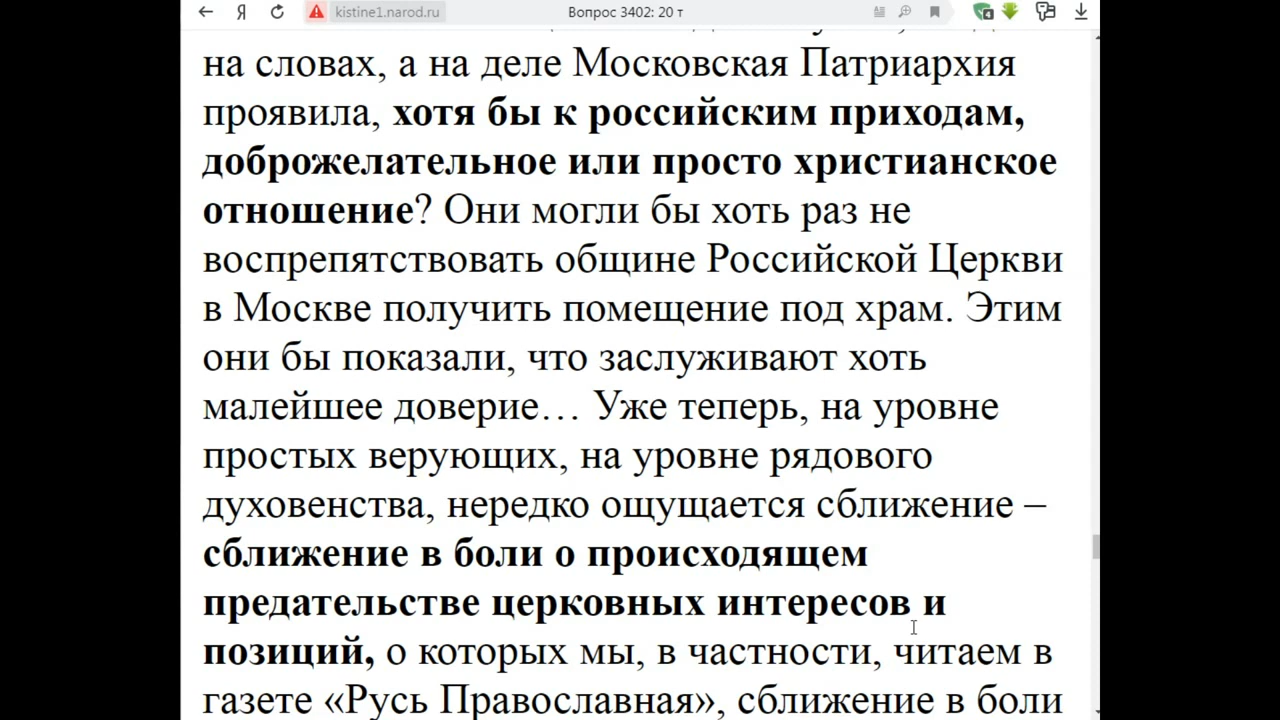 kistine1.narod.ru
Вопрос 3402: 20 т
4
на словах, а на деле Московская Патриархия
проявила, хотя бы к российским приходам,
доброжелательное или просто христианское
отношение? Они могли бы хоть раз не
воспрепятствовать общине Российской Церкви
в Москве получить помещение под храм. Этим
они бы показали, что заслуживают хоть
малейшее доверие… Уже теперь, на уровне
простых верующих, на уровне рядового
духовенства, нередко ощущается сближение –
сближение в боли о происходящем
предательстве церковных интересов и
позиций, о которых мы, в частности, читаем в
газете «Русь Православная», сближение в боли